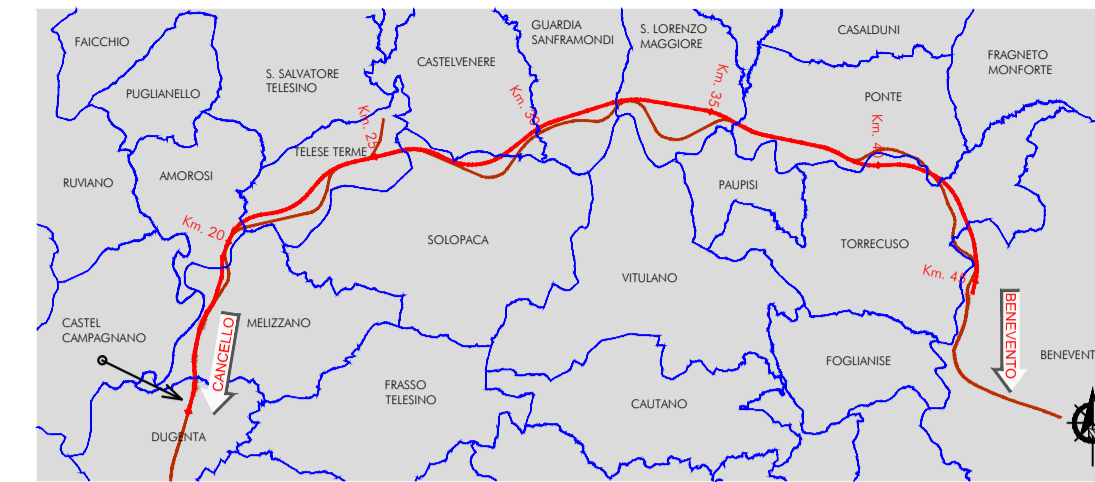 FAICCHIO
PUGLIANELLO
S. SALVATORE
TELESINO
CASTELVENERE
GUARDIA
SANFRAMONDI
S. LORENZO
MAGGIORE
CASALDUNI
FRAGNETO
MONFORTE
PONTE
Km. 25
Km. 30
Km. 35
Km. 40
TELESE TERME
RUVIANO
AMOROSI
PAUPISI
Km. 20
SOLOPACA
TORRECUSO
VITULANO
Km. 45
CASTEL
CAMPAGNANO
MELIZZANO
CANCELLO
BENEVENTO
FOGLIANISE
BENEVENT
FRASSO
TELESINO
CAUTANO
DUGENTA